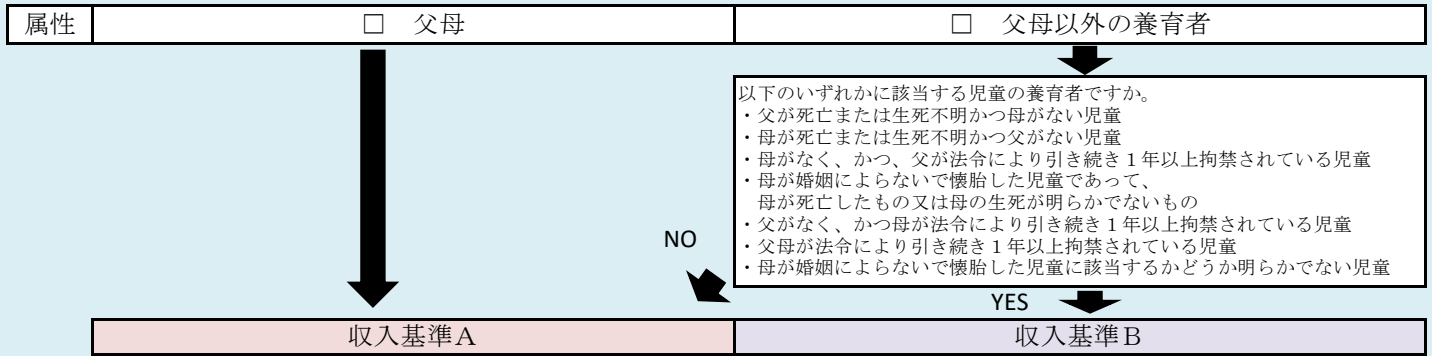 属性
□ 父母
□ 父母以外の養育者
以下のいずれかに該当する児童の養育者ですか。
・父が死亡または生死不明かつ母がない児童
・母が死亡または生死不明かつ父がない児童
・母がなく、かつ、父が法令により引き続き１年以上拘禁されている児童
・母が婚姻によらないで懐胎した児童であって、
母が死亡したもの又は母の生死が明らかでないもの
・父がなく、かつ母が法令により引き続き１年以上拘禁されている児童
・父母が法令により引き続き１年以上拘禁されている児童
・母が婚姻によらないで懐胎した児童に該当するかどうか明らかでない児童
NO
YES
収入基準Ａ
収入基準Ｂ